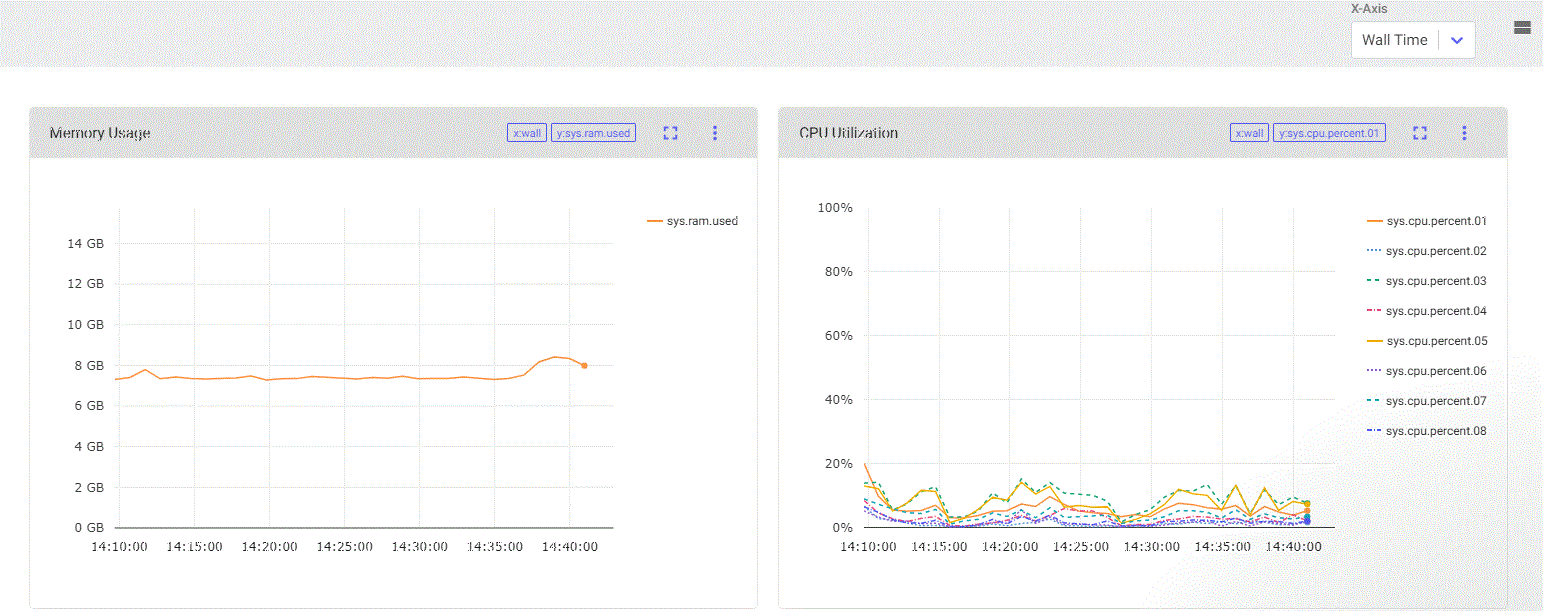 X-Axis
Wall Time
Memory Usage
x:wall
y:sys.ram.used
14 GB
12 GB
10 GB
8 GB
6 GB
4 GB
2 GB
0 GB
14:10:00
14:15:00
14:20:00
14:25:00
14:30:00
14:35:00
14:40:00
sys.ram.used
CPU Utilization
x:wall
y:sys.cpu.percent.01
100%
80%
60%
40%
20%
0%
14:10:00
14:15:00
14:20:00
14:25:00
14:30:00
14:35:00
14:40:00
sys.cpu.percent.01
sys.cpu.percent.02
sys.cpu.percent.03
sys.cpu.percent.04
sys.cpu.percent.05
sys.cpu.percent.06
sys.cpu.percent.07
sys.cpu.percent.08